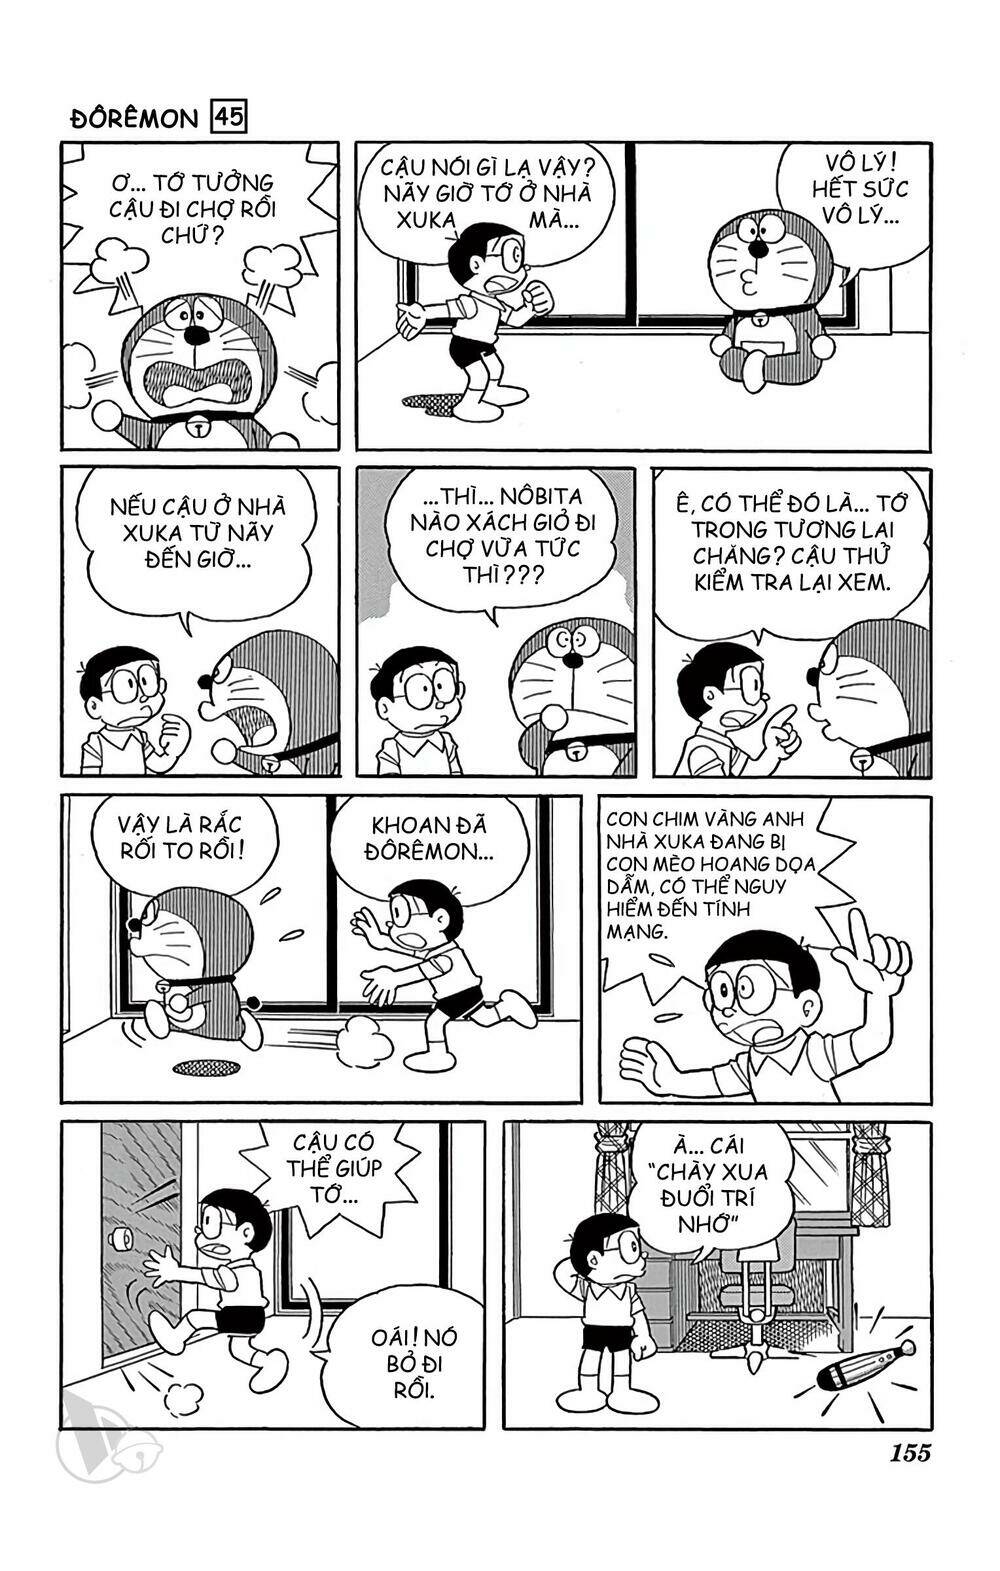 ĐÔRÊMON 45
Ơ... TỚ TƯỞNG
CẬU ĐI CHỢ RỒI
CHỨ?
CẬU NÓI GÌ LẠ VẬY?
NÃY GIỜ TỚ Ở NHÀ
XUKA MÀ...
VÔ LÝ!
HẾT SỨC
VÔ LÝ...
NẾU CẬU Ở NHÀ
XUKA TỪ NÃY
ĐẾN GIỜ...
...THÌ... NÔBITA
NÀO XÁCH GIỎ ĐI
CHỢ VỪA TỨC
THÌ???
Ê, CÓ THỂ ĐÓ LÀ... TỚ
TRONG TƯƠNG LAI
CHĂNG? CẬU THỬ
KIỂM TRA LẠI XEM.
VẬY LÀ RẮC
RỐI TO RỒI!
KHOAN ĐÃ
ĐÔRÊMON...
CON CHIM VÀNG ANH
NHÀ XUKA ĐANG BỊ
CON MÈO HOANG DỌA
DẪM, CÓ THỂ NGUY
HIỂM ĐẾN TÍNH
MẠNG.
CẬU CÓ
THỂ GIÚP
TỚ...
OÁI! NÓ
BỎ ĐI
RỒI.
À... CÁI
"CHÀY XUA
ĐUỔI TRÍ
NHỚ"
155